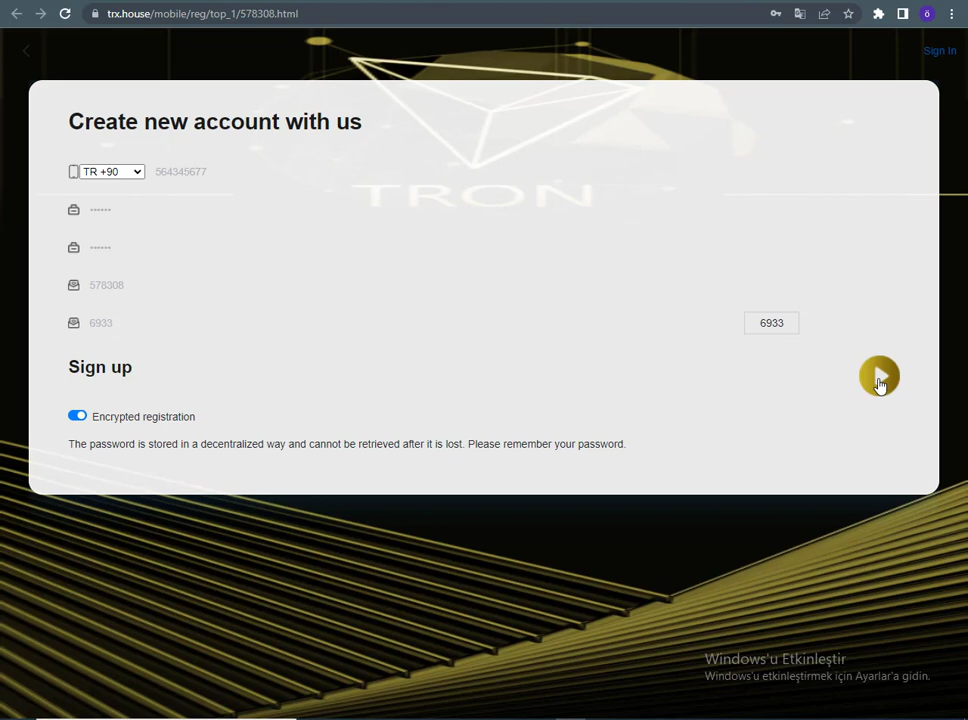 trx.house/mobile/reg/top_1/578308.html
ö
Sign In
Create new account with us
TR +90 564345677
TRON
••••••
••••••
578308
6933 6933
Sign up
Encrypted registration
The password is stored in a decentralized way and cannot be retrieved after it is lost. Please remember your password.
Windows'u Etkinleştir
Windows'u etkinleştirmek için Ayarlar'a gidin.